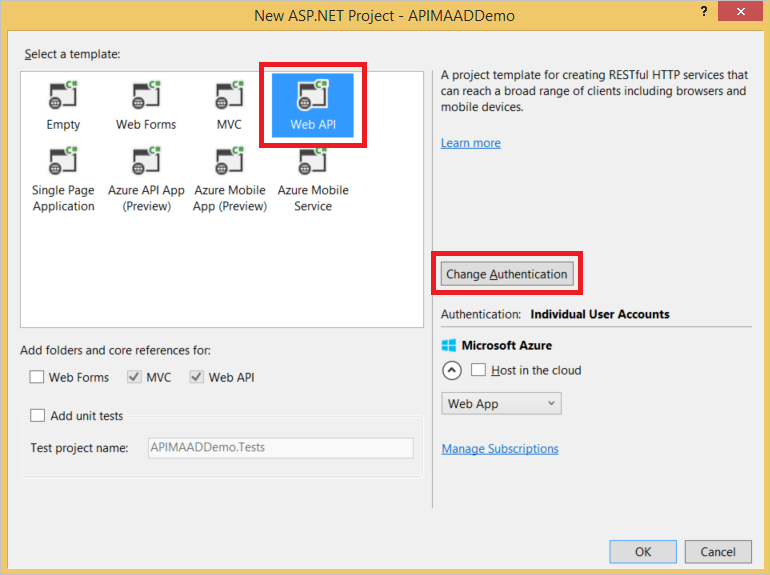 New ASP.NET Project - APIMAADDemo
?
Select a template:
C#
C#
C#
C#
Empty
Web Forms
MVC
Web API
C#
C#
C#
C#
Single Page
Application
Azure API App
(Preview)
Azure Mobile
App (Preview)
Azure Mobile
Service
A project template for creating RESTful HTTP services that
can reach a broad range of clients including browsers and
mobile devices.
Learn more
Change Authentication
Authentication: Individual User Accounts
Microsoft Azure
Host in the cloud
Web App
Manage Subscriptions
Add folders and core references for:
Web Forms
MVC
Web API
Add unit tests
Test project name:
APIMAADDemo.Tests
OK
Cancel